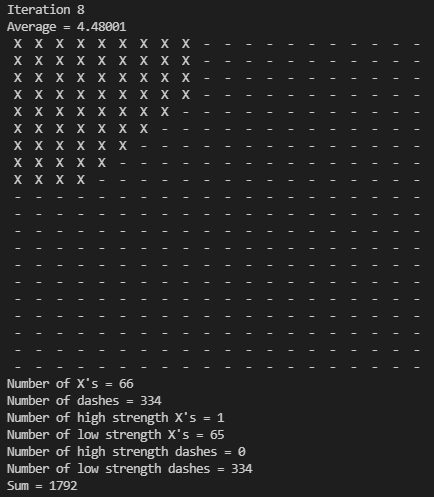 Iteration 8
Average = 4.48001
X X X X X X X X X - - - - - - - - - - -
X X X X X X X X X - - - - - - - - - - -
X X X X X X X X X - - - - - - - - - - -
X X X X X X X X X - - - - - - - - - - -
X X X X X X X X - - - - - - - - - - - -
X X X X X X X - - - - - - - - - - - - -
X X X X X X - - - - - - - - - - - - - -
X X X X X - - - - - - - - - - - - - - -
X X X X - - - - - - - - - - - - - - - -
- - - - - - - - - - - - - - - - - - - -
- - - - - - - - - - - - - - - - - - - -
- - - - - - - - - - - - - - - - - - - -
- - - - - - - - - - - - - - - - - - - -
- - - - - - - - - - - - - - - - - - - -
- - - - - - - - - - - - - - - - - - - -
- - - - - - - - - - - - - - - - - - - -
- - - - - - - - - - - - - - - - - - - -
- - - - - - - - - - - - - - - - - - - -
- - - - - - - - - - - - - - - - - - - -
- - - - - - - - - - - - - - - - - - - -
Number of X's = 66
Number of dashes = 334
Number of high strength X's = 1
Number of low strength X's = 65
Number of high strength dashes = 0
Number of low strength dashes = 334
Sum = 1792